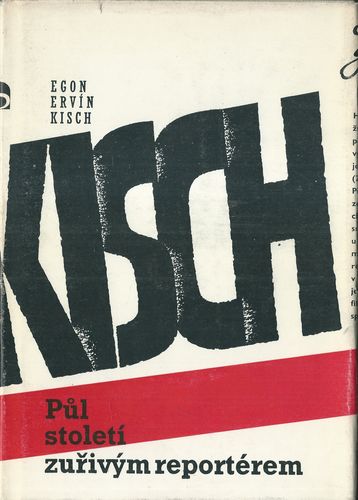 EGON
ERVÍN
KISCH
KISCH
Půl
století
zuřivým reportérem